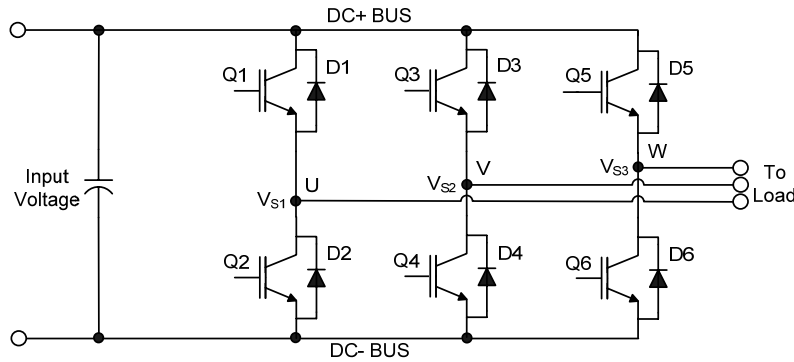 DC+ BUS
Q1
D1
Q3
D3
Q5
D5
Input
Voltage
U
V
W
VS1
VS2
VS3
To
Load
Q2
D2
Q4
D4
Q6
D6
DC- BUS